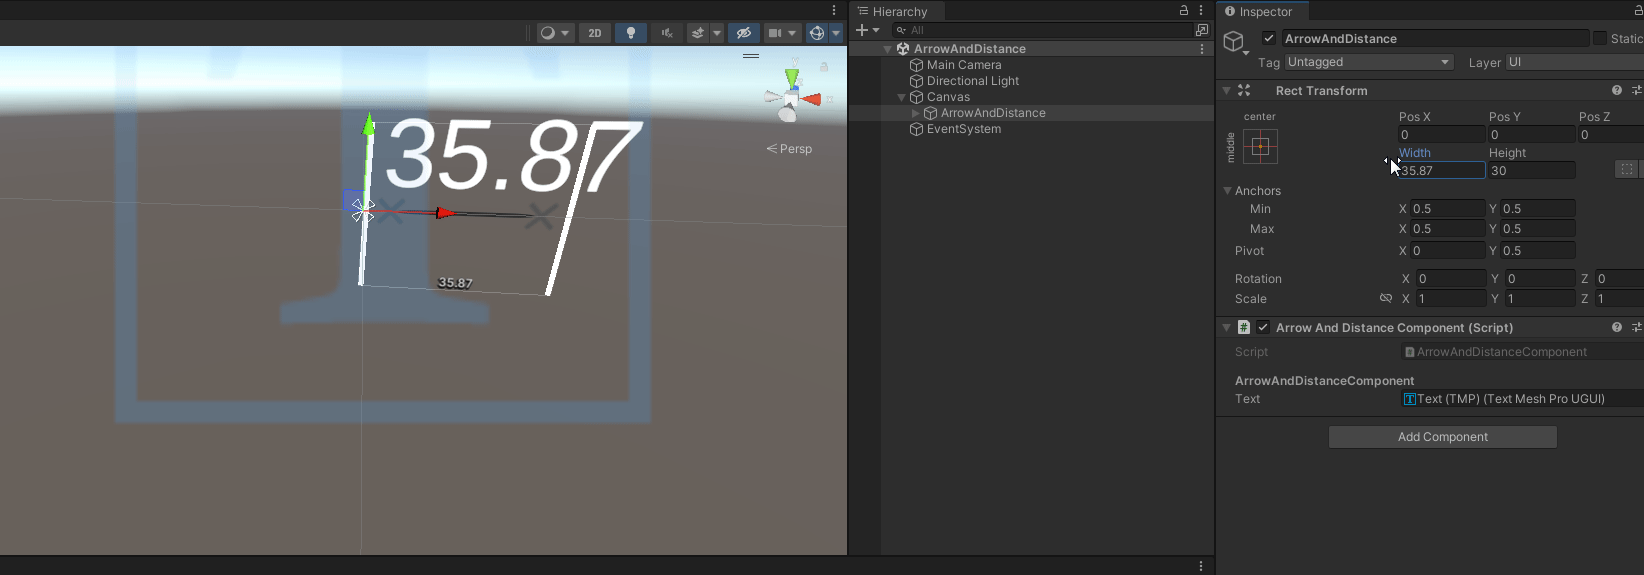 2D
Persp
35.87
35.87
Hierarchy
All
ArrowAndDistance
Main Camera
Directional Light
Canvas
ArrowAndDistance
EventSystem
Inspector
ArrowAndDistance
Static
Tag Untagged Layer UI
Rect Transform
center
middle
Pos X Pos Y Pos Z
0 0 0
Width Height
35.87 30
Anchors
Min X 0.5 Y 0.5
Max X 0.5 Y 0.5
Pivot X 0 Y 0.5
Rotation X 0 Y 0 Z 0
Scale X 1 Y 1 Z 1
# Arrow And Distance Component (Script)
Script ArrowAndDistanceComponent
ArrowAndDistanceComponent
Text Text (TMP) (Text Mesh Pro UGUI)
Add Component